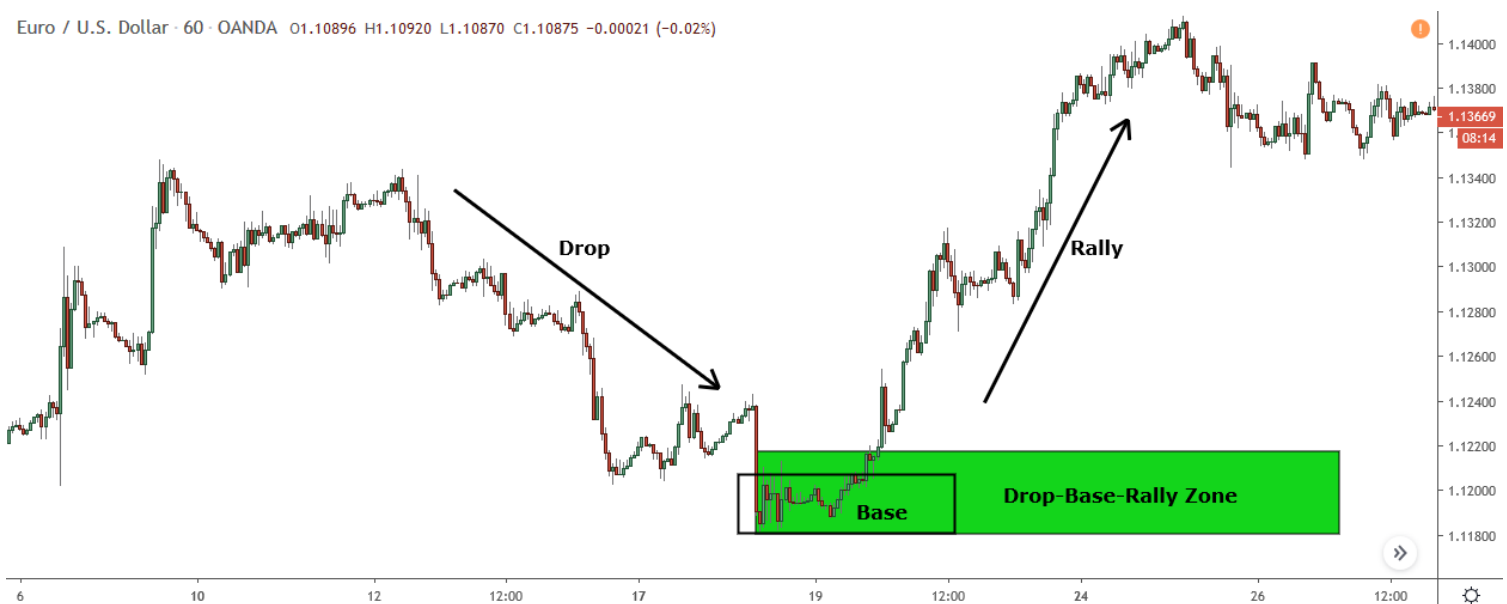 Euro / U.S. Dollar · 60 · OANDA O1.10896 H1.10920 L1.10870 C1.10875 −0.00021 (−0.02%)
!
1.14000
1.13800
1.13669
08:14
1.13400
1.13200
1.13000
1.12800
1.12600
1.12400
1.12200
1.12000
1.11800
Drop
Rally
Drop-Base-Rally Zone
Base
6 10 12 12:00 17 19 12:00 24 26 12:00